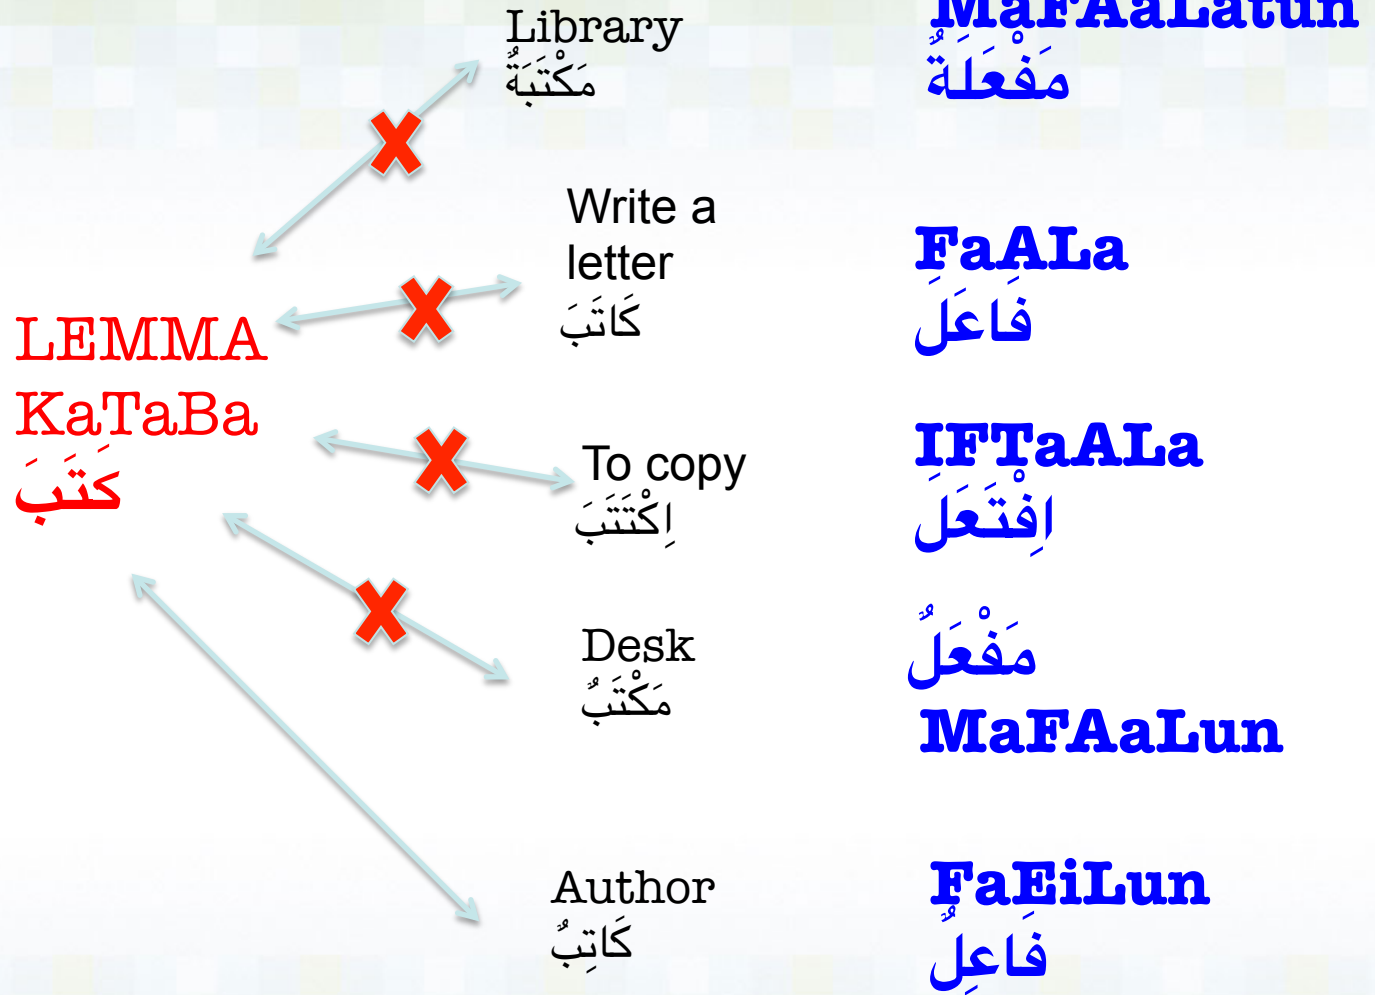 MaFAaLatun
Library
مَفْعَلَةٌ
مَكْتَبَةٌ
Write a
letter
كَاتَبَ
FaALa
فَاعَلَ
LEMMA
KaTaBa
كَتَبَ
To copy
اِكْتَتَبَ
IFTaALa
اِفْتَعَلَ
Desk
مَكْتَبٌ
مَفْعَلٌ
MaFAaLun
Author
كَاتِبٌ
FaEiLun
فَاعِلٌ